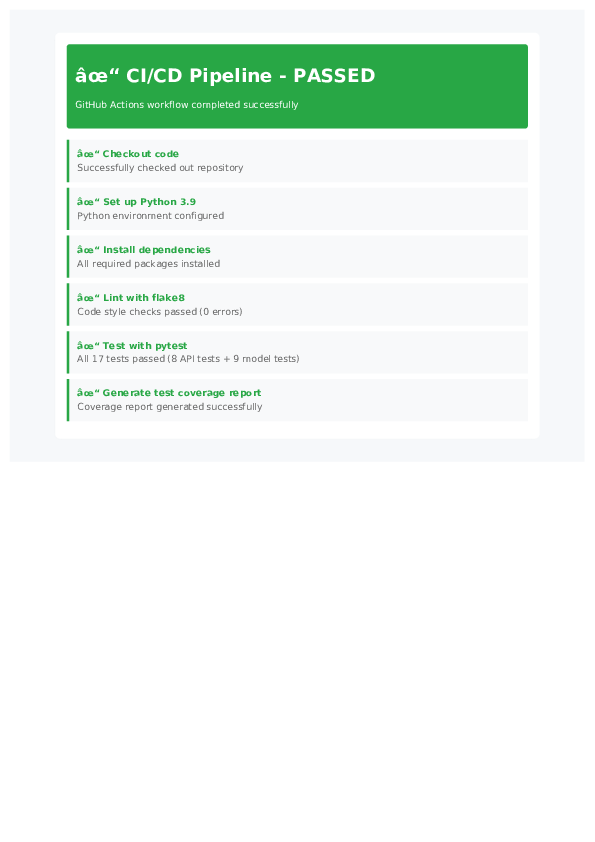 âœ“ CI/CD Pipeline - PASSED
GitHub Actions workflow completed successfully
âœ“ Checkout code
Successfully checked out repository
âœ“ Set up Python 3.9
Python environment configured
âœ“ Install dependencies
All required packages installed
âœ“ Lint with flake8
Code style checks passed (0 errors)
âœ“ Test with pytest
All 17 tests passed (8 API tests + 9 model tests)
âœ“ Generate test coverage report
Coverage report generated successfully